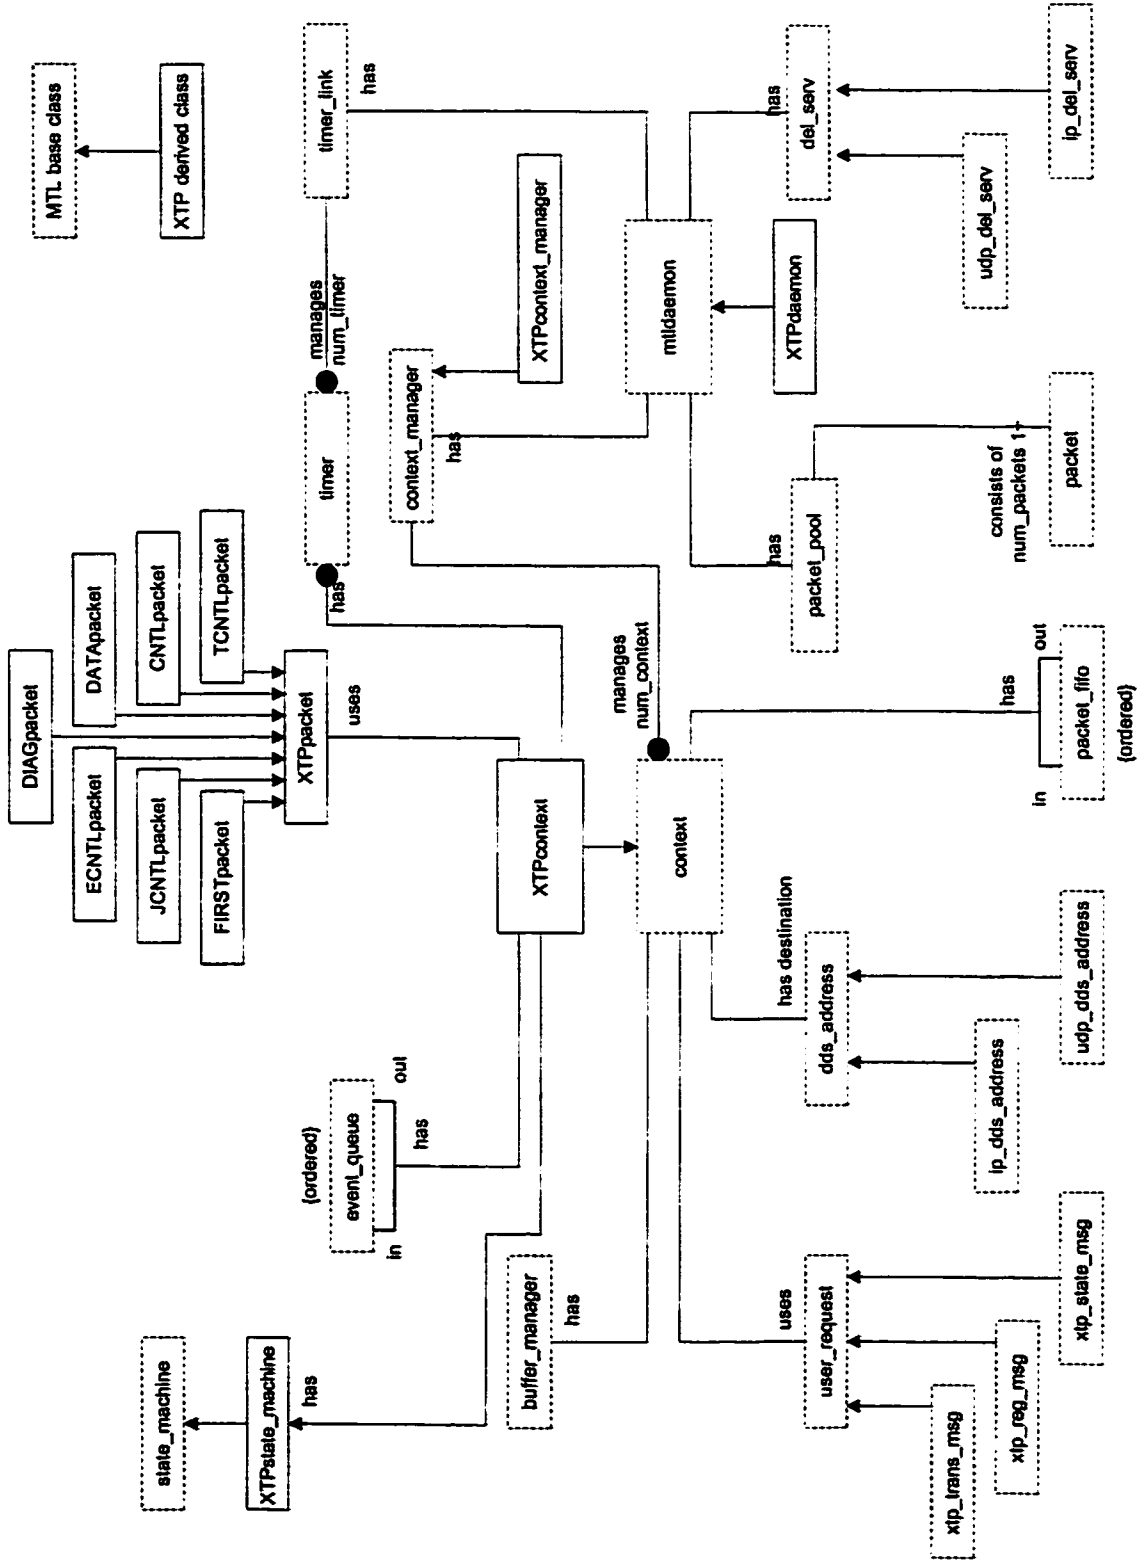 DIAGpacket
MTL base class
ECNTLpacket
DATApacket
state_machine
JCNTLpacket
CNTLpacket
XTP derived class
FIRSTpacket
TCNTLpacket
XTPstate_machine
XTPpacket
has
{ordered}
timer
manages
num_timer
timer_link
has
event_queue
uses
has
in
out
has
context_manager
has
buffer_manager
XTPcontext
XTPcontext_manager
has
manages
num_context
context
mtldaemon
uses
has destination
has
has
XTPdaemon
user_request
dds_address
packet_pool
del_serv
xtp_trans_msg
ip_dds_address
udp_del_serv
has
consists of
num_packets 1+
xtp_reg_msg
in
out
xtp_state_msg
udp_dds_address
packet_fifo
packet
ip_del_serv
{ordered}